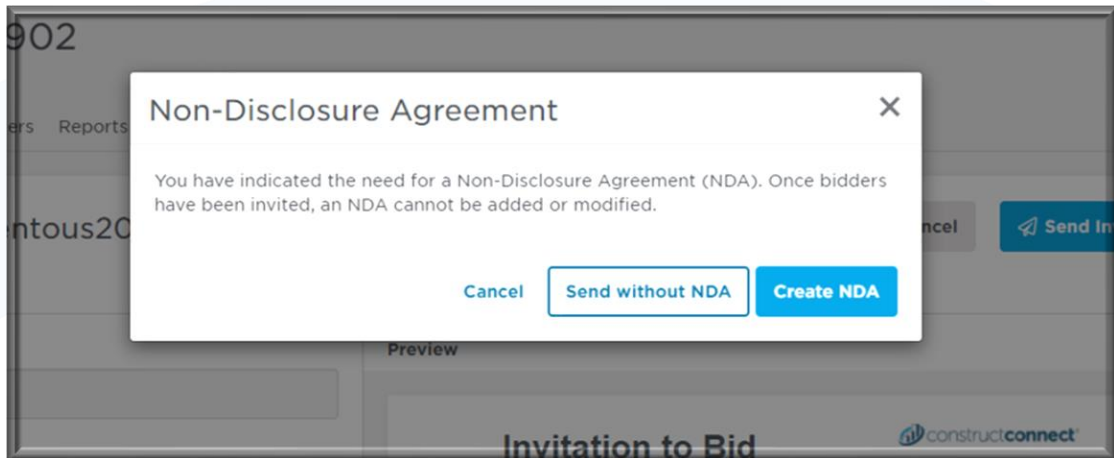 902
Non-Disclosure Agreement
ers Reports
You have indicated the need for a Non-Disclosure Agreement (NDA). Once bidders
have been invited, an NDA cannot be added or modified.
ntous20
ncel
Send In
Cancel
Send without NDA
Create NDA
Preview
Invitation to Bid
constructconnect